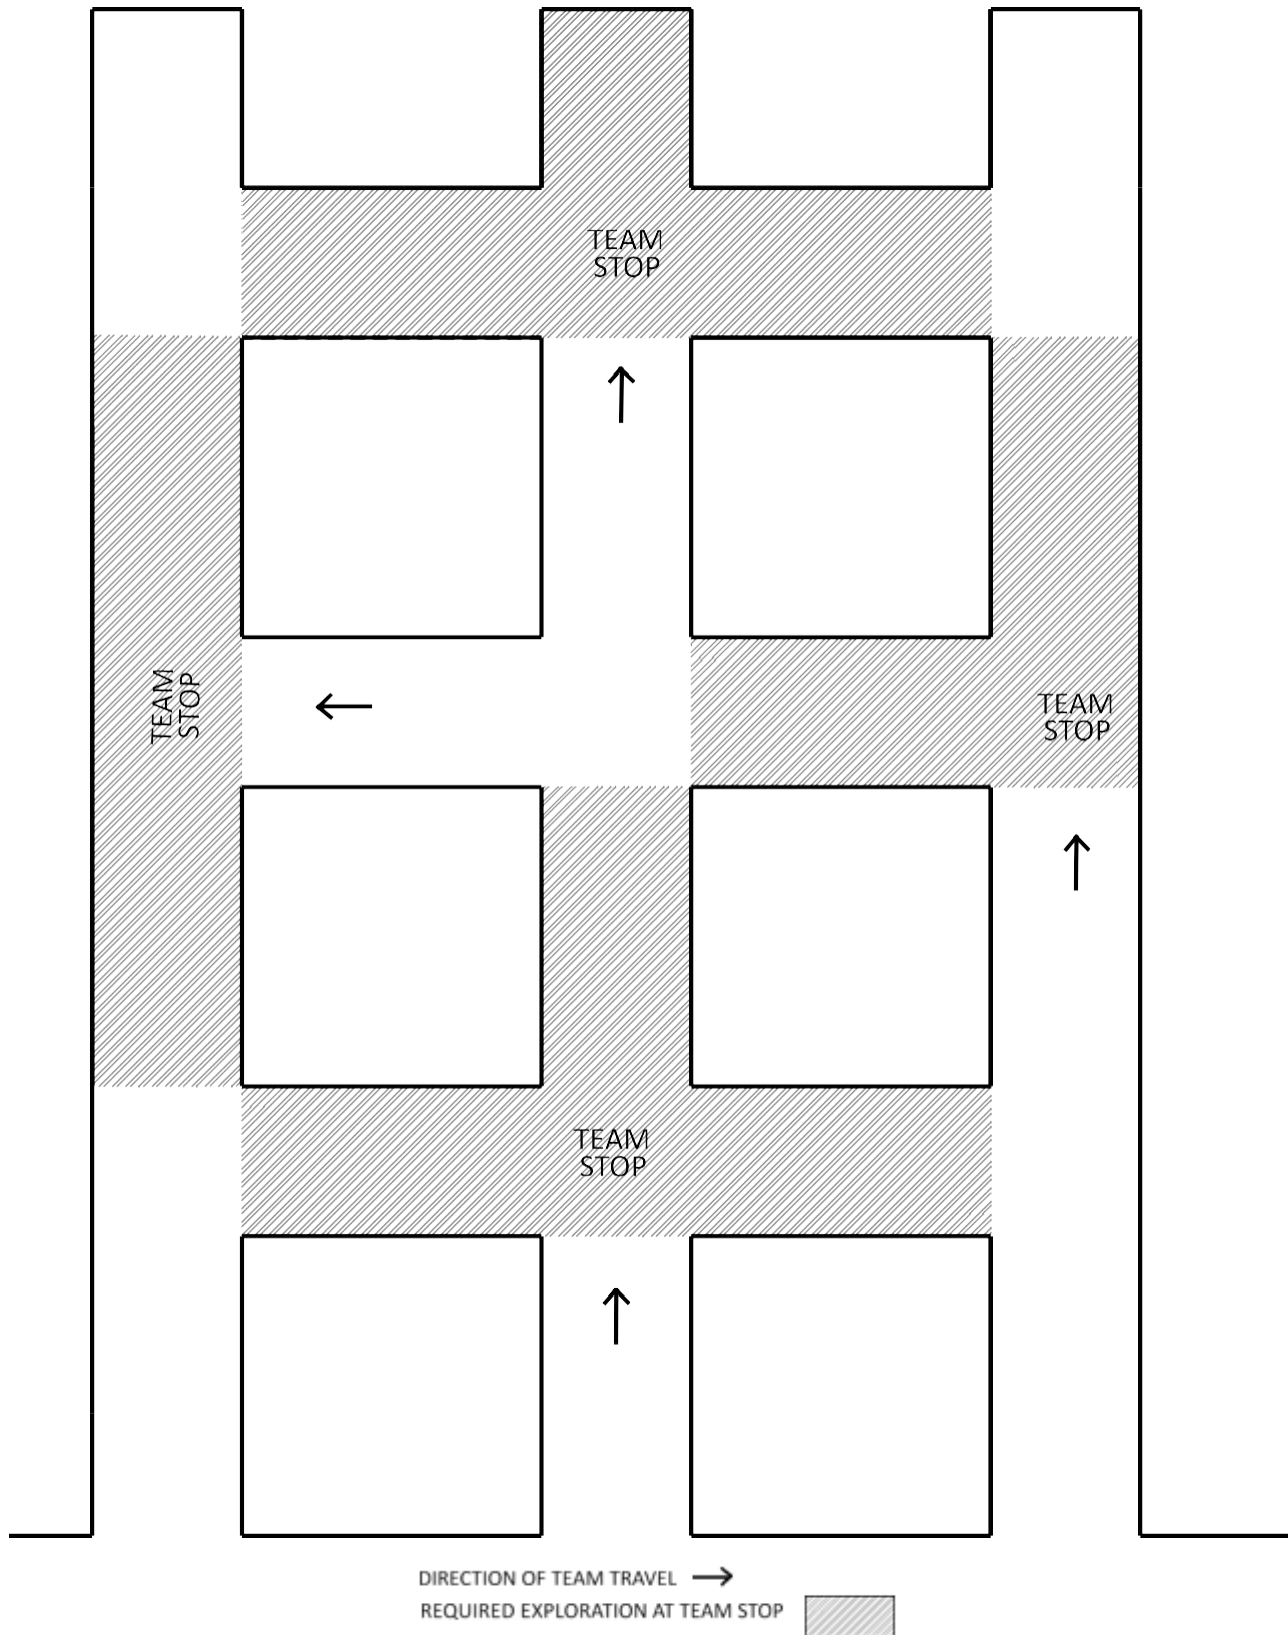 TEAM
STOP
TEAM
STOP
TEAM
STOP
TEAM
STOP
DIRECTION OF TEAM TRAVEL
REQUIRED EXPLORATION AT TEAM STOP